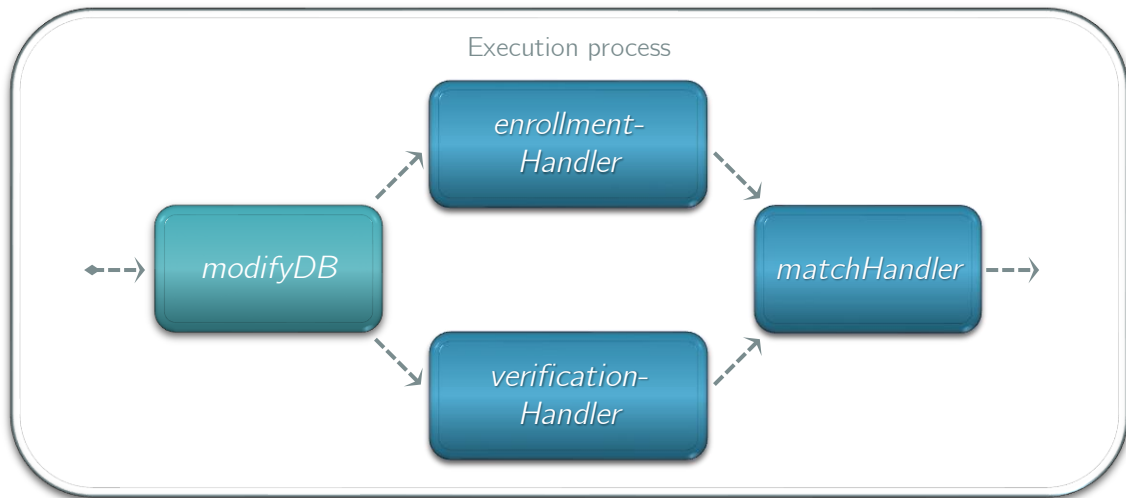 Execution process
enrollment-
Handler
modifyDB
matchHandler
verification-
Handler